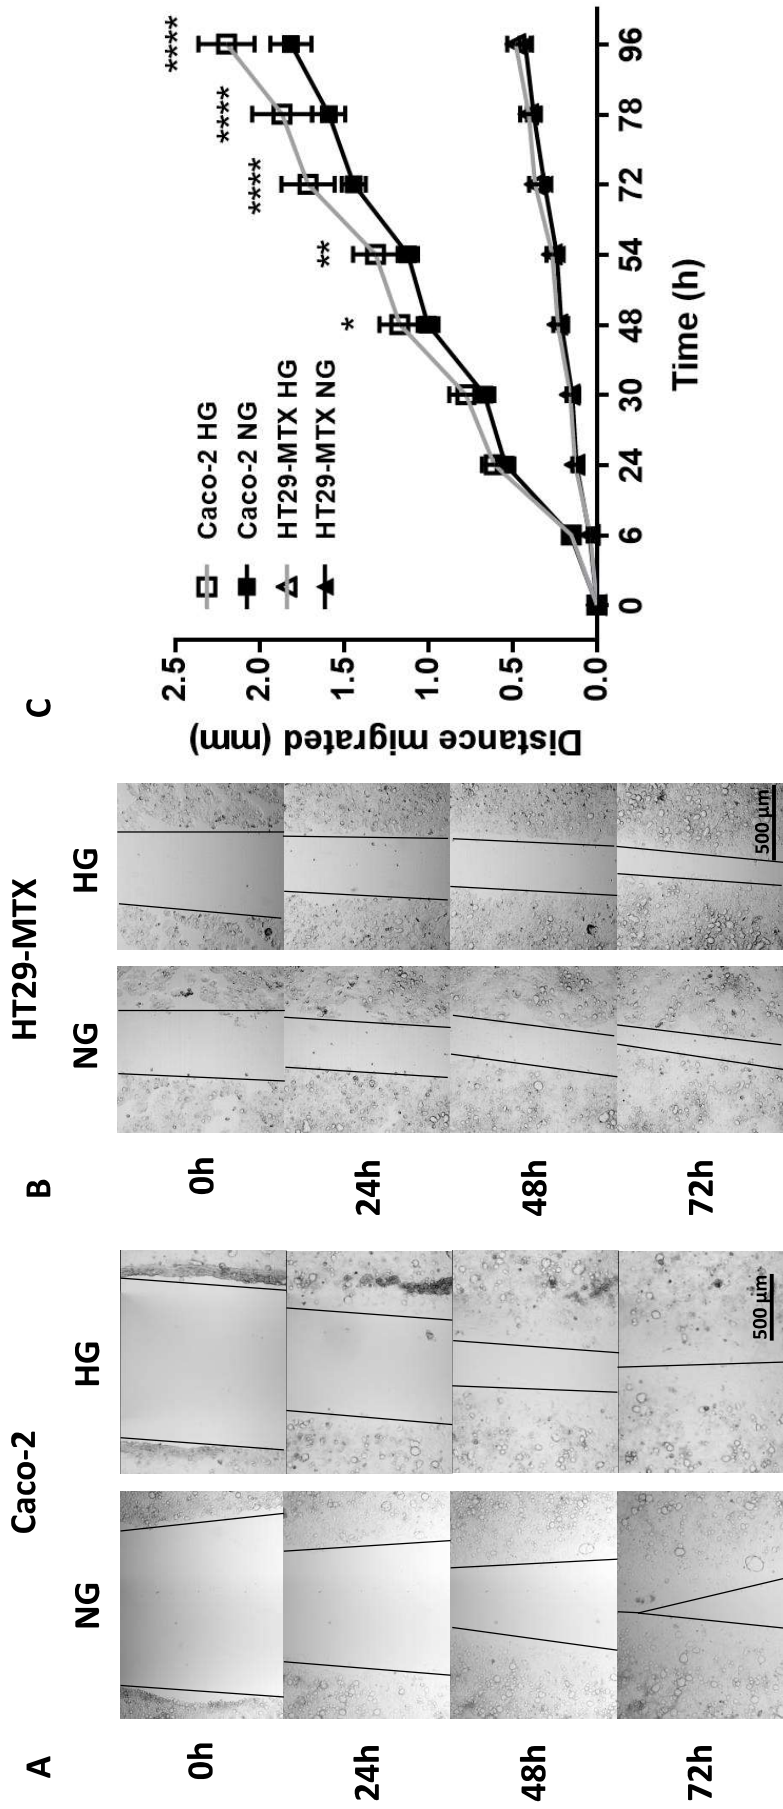 A
Caco-2
NG
HG
0h
24h
48h
72h
500 µm
B
HT29-MTX
NG
HG
0h
24h
48h
72h
500 µm
C
Distance migrated (mm)
2.5
2.0
1.5
1.0
0.5
0.0
Caco-2 HG
Caco-2 NG
HT29-MTX HG
HT29-MTX NG
*
**
****
****
****
0 6 24 30 48 54 72 78 96
Time (h)